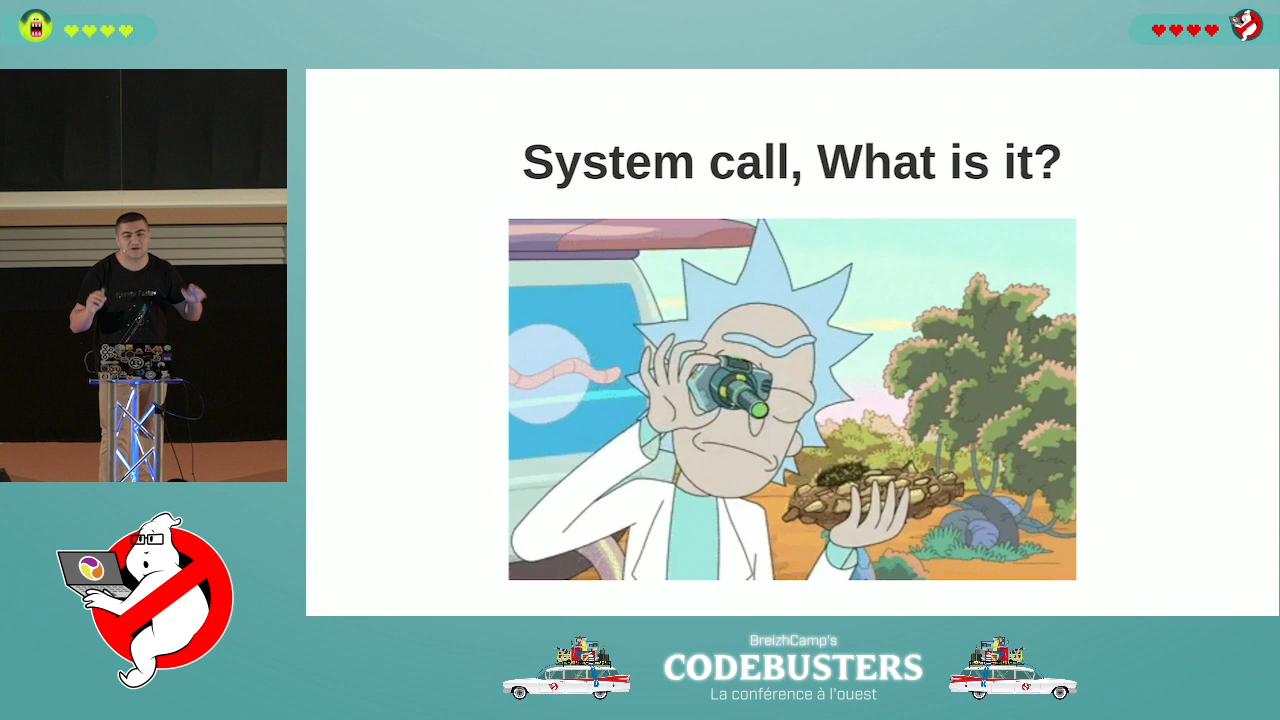 System call, What is it?
BreizhCamp's
CODEBUSTERS
La conférence à l'ouest